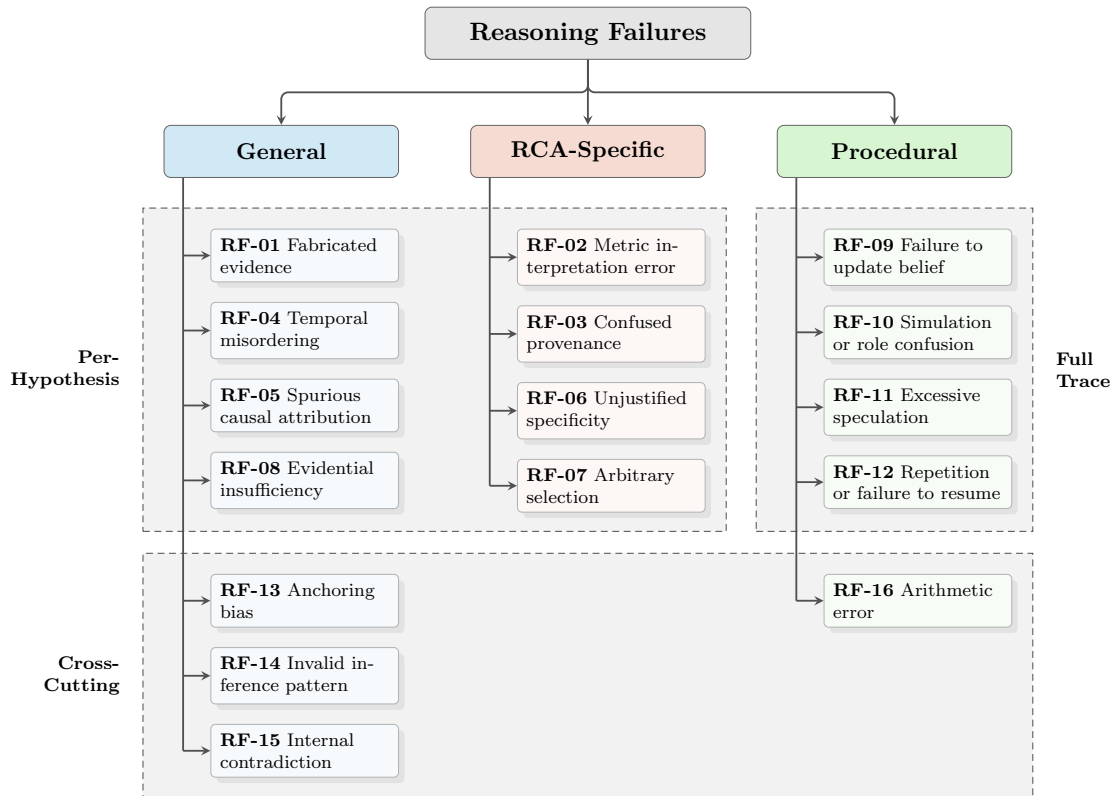 Reasoning Failures
General
RCA-Specific
Procedural
Per-
Hypothesis
RF-01 Fabricated
evidence
RF-04 Temporal
misordering
RF-05 Spurious
causal attribution
RF-08 Evidential
insufficiency
RF-02 Metric in-
terpretation error
RF-03 Confused
provenance
RF-06 Unjustified
specificity
RF-07 Arbitrary
selection
RF-09 Failure to
update belief
RF-10 Simulation
or role confusion
RF-11 Excessive
speculation
RF-12 Repetition
or failure to resume
Full
Trace
Cross-
Cutting
RF-13 Anchoring
bias
RF-14 Invalid in-
ference pattern
RF-15 Internal
contradiction
RF-16 Arithmetic
error